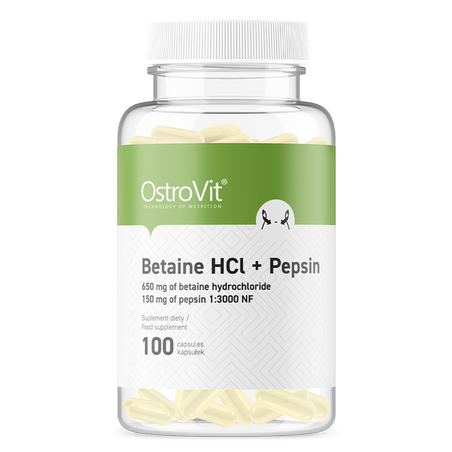 OstroVit®
TECHNOLOGY OF NUTRITION
Betaine HCl + Pepsin
650 mg of betaine hydrochloride
150 mg of pepsin 1:3000 NF
Suplement diety /
Food supplement
100 capsules
kapsułek